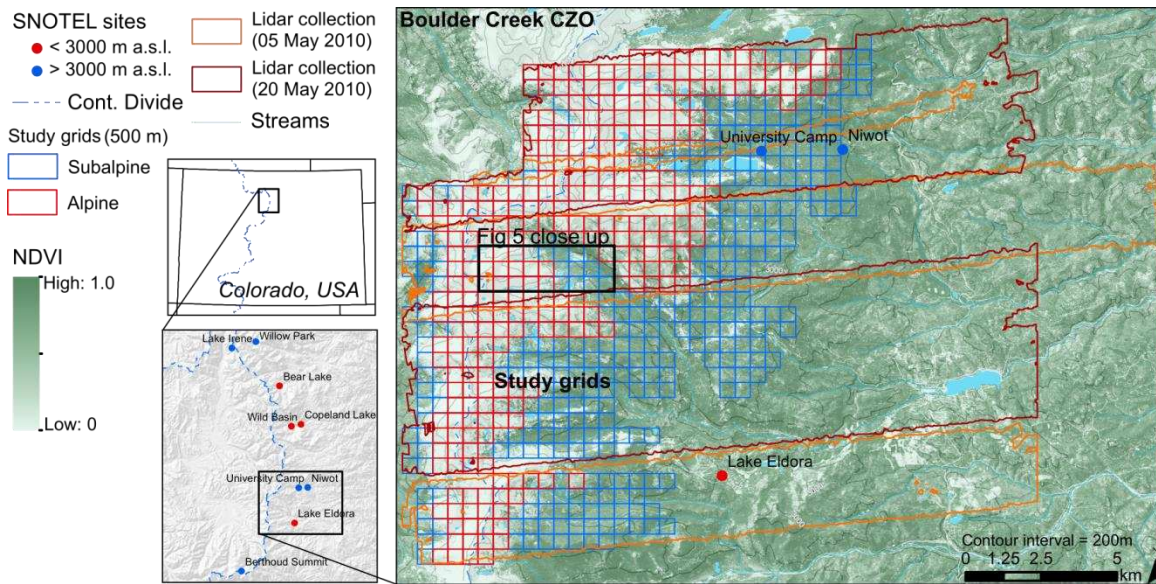 SNOTEL sites
< 3000 m a.s.l.
> 3000 m a.s.l.
Cont. Divide
Study grids (500 m)
Subalpine
Alpine
Lidar collection
(05 May 2010)
Lidar collection
(20 May 2010)
Streams
NDVI
High: 1.0
Low: 0
Colorado, USA
Lake Irene
Willow Park
Bear Lake
Wild Basin
Copeland Lake
University Camp
Niwot
Lake Eldora
Berthoud Summit
Boulder Creek CZO
University Camp
Niwot
Fig 5 close up
3000
Study grids
Lake Eldora
Contour interval = 200m
0 1.25 2.5 5
km